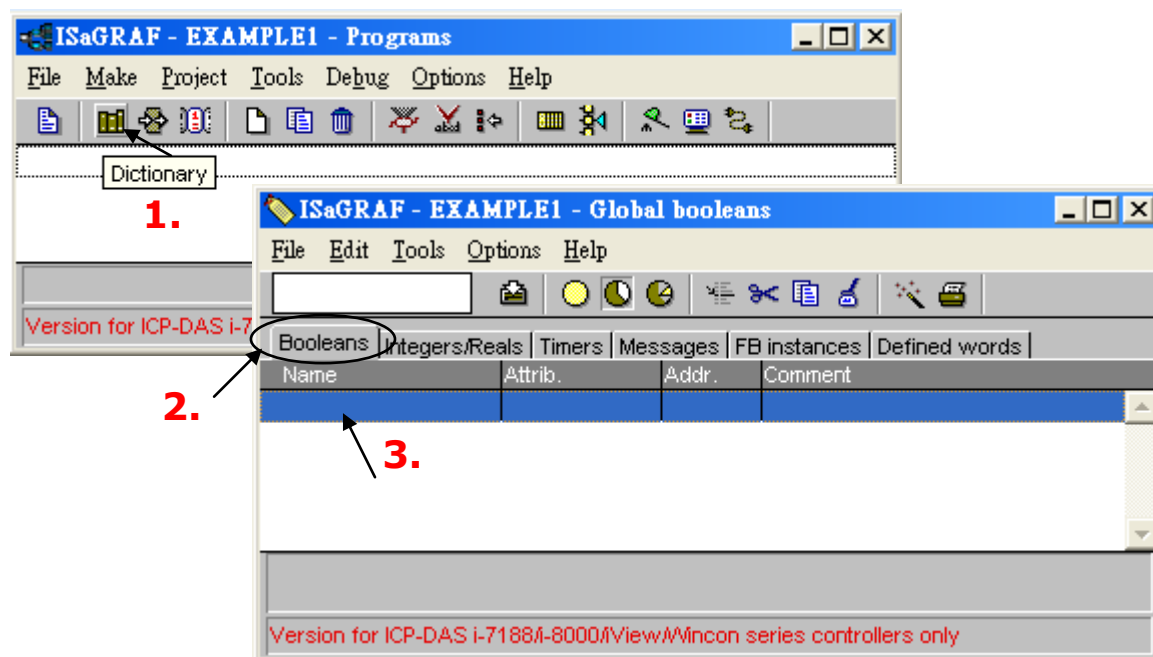 ISaGRAF - EXAMPLE1 - Programs
File Make Project Tools Debug Options Help
Dictionary
1.
ISaGRAF - EXAMPLE1 - Global booleans
File Edit Tools Options Help
Version for ICP-DAS i-7
Booleans Integers/Reals Timers Messages FB instances Defined words
Name Attrib. Addr. Comment
2.
3.
Version for ICP-DAS i-7188/i-8000/iView/Wincon series controllers only